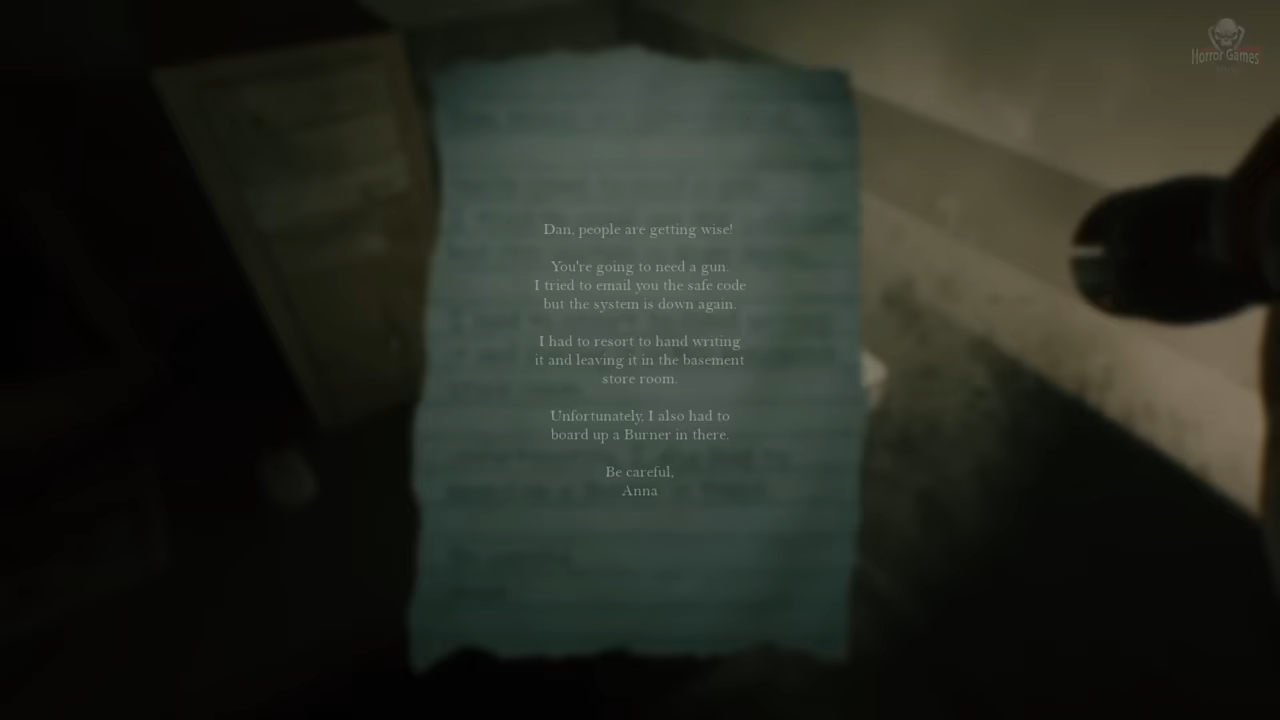 Horror Games
Dan, people are getting wise!
You're going to need a gun.
I tried to email you the safe code
but the system is down again.
I had to resort to hand writing
it and leaving it in the basement
store room.
Unfortunately, I also had to
board up a Burner in there.
Be careful,
Anna